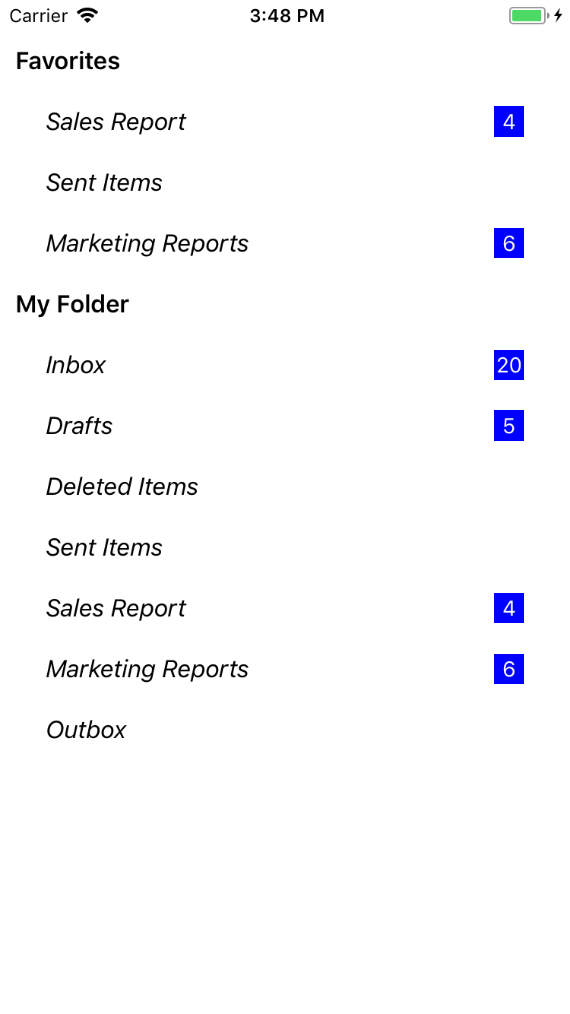 Carrier 3:48 PM
Favorites
Sales Report 4
Sent Items
Marketing Reports 6
My Folder
Inbox 20
Drafts 5
Deleted Items
Sent Items
Sales Report 4
Marketing Reports 6
Outbox